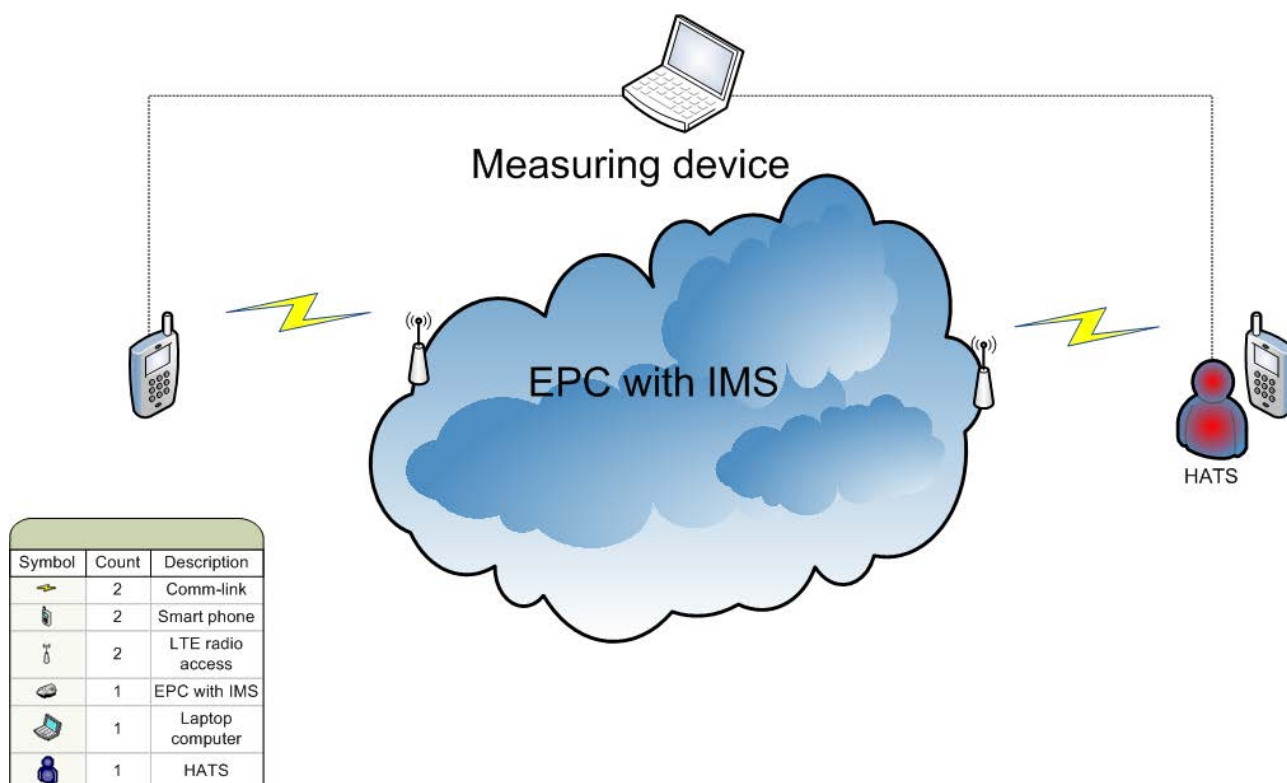 Measuring device
EPC with IMS
HATS
Symbol Count Description
2 Comm-link
2 Smart phone
2 LTE radio
access
1 EPC with IMS
1 Laptop
computer
1 HATS